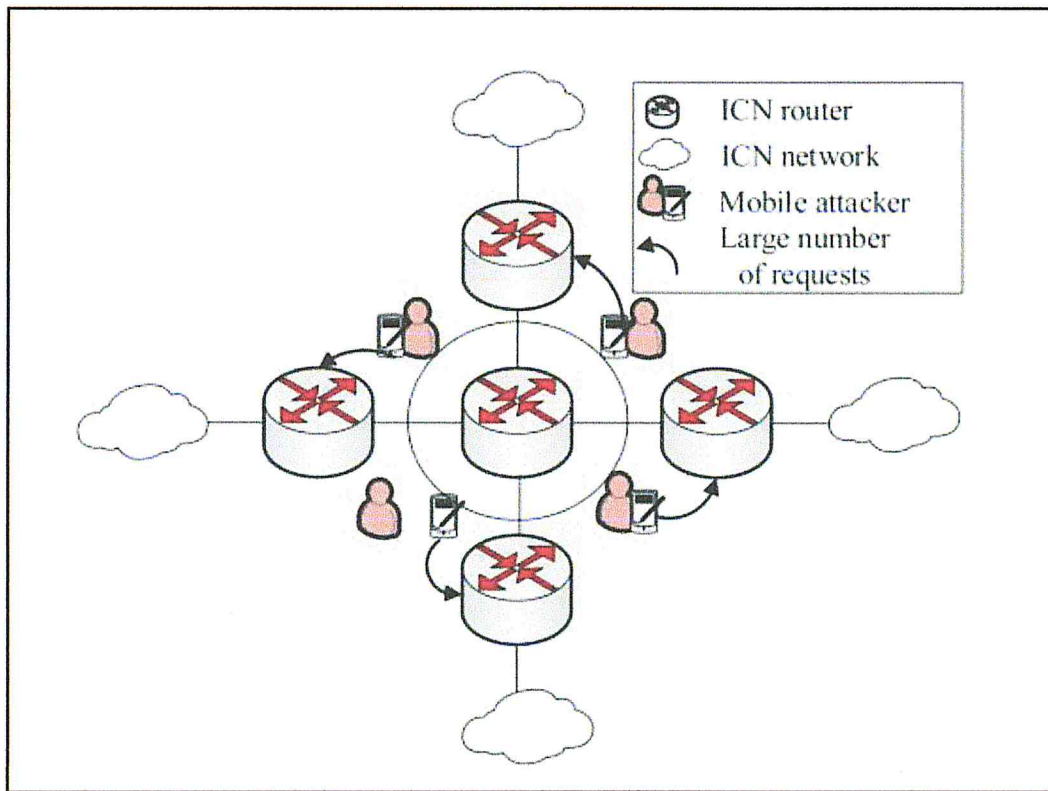 ICN router
ICN network
Mobile attacker
Large number
of requests